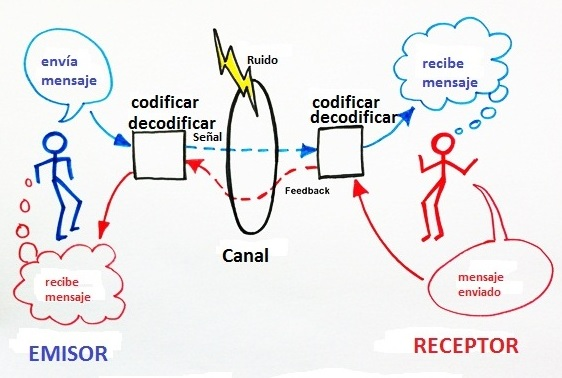 envía
mensaje
codificar
decodificar
Señal
Ruido
codificar
decodificar
recibe
mensaje
Feedback
Canal
recibe
mensaje
mensaje
enviado
EMISOR
RECEPTOR